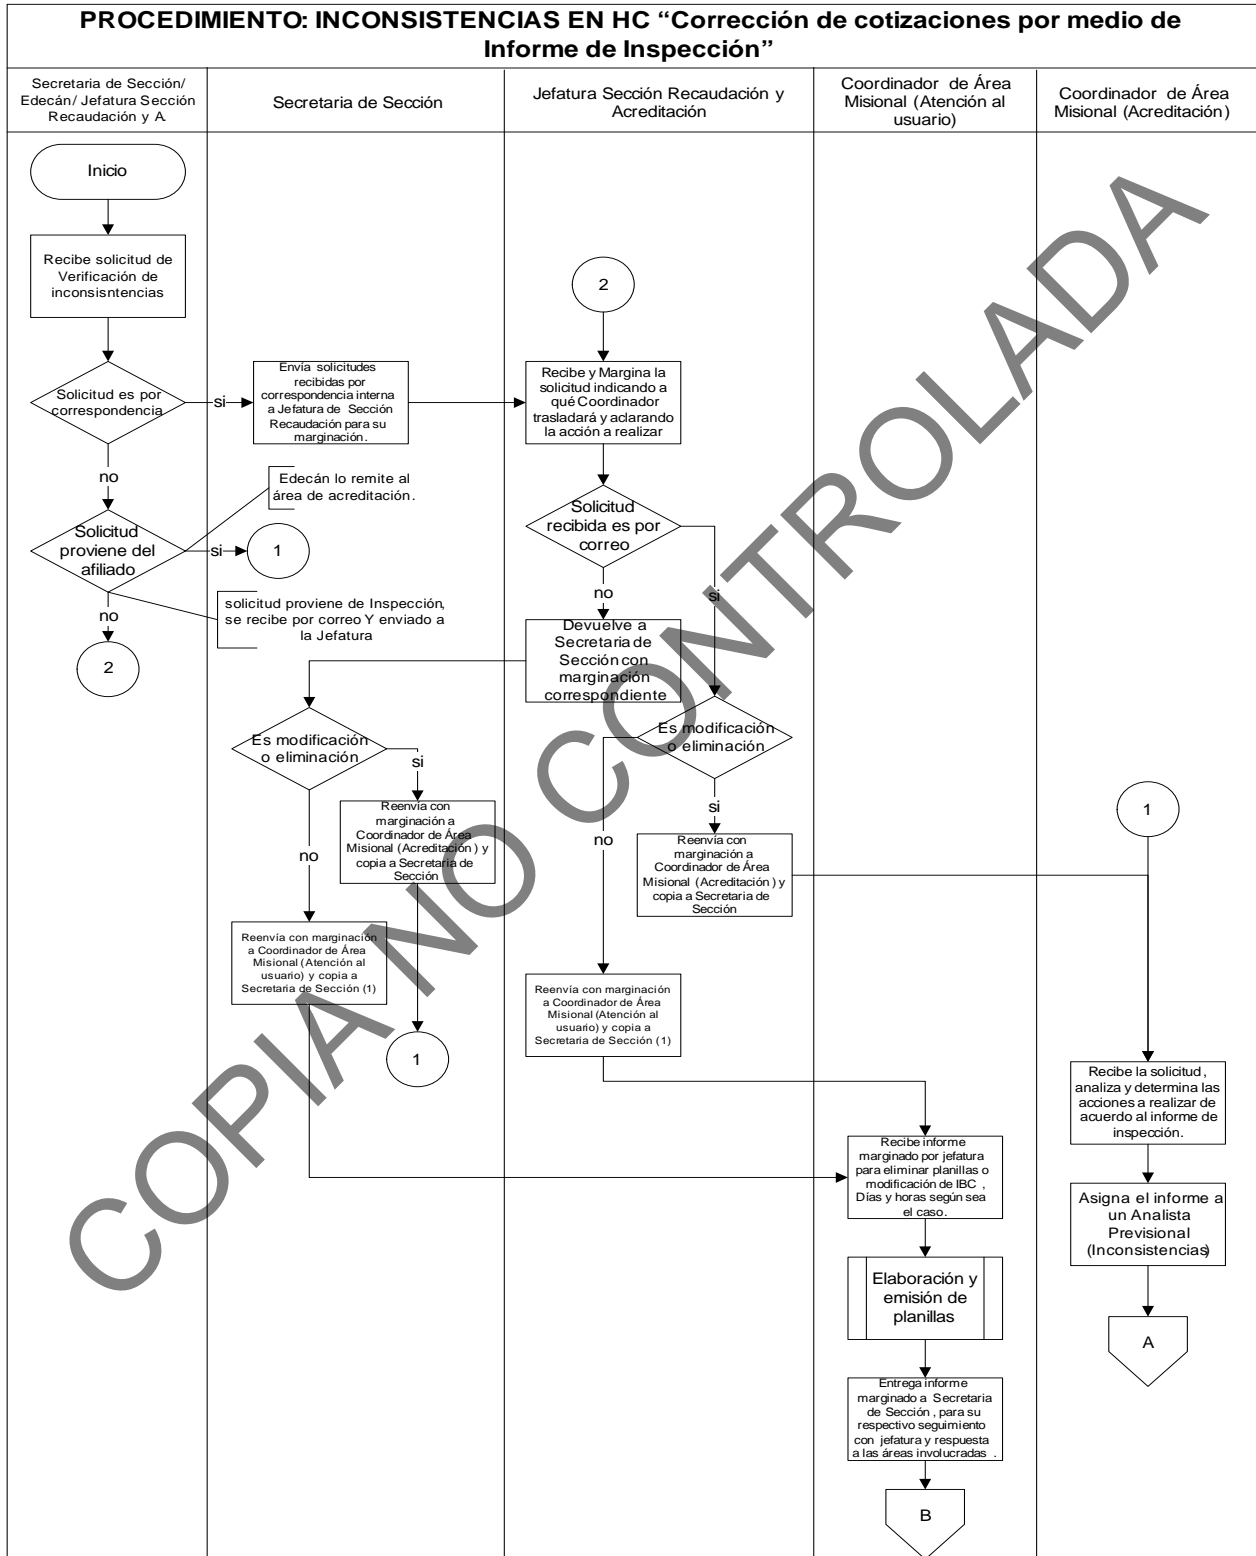 PROCEDIMIENTO: INCONSISTENCIAS EN HC “Corrección de cotizaciones por medio de
Informe de Inspección”
Secretaria de Sección/
Edecán/ Jefatura Sección
Recaudación y A.
Secretaria de Sección
Jefatura Sección Recaudación y
Acreditación
Coordinador de Área
Misional (Atención al
usuario)
Coordinador de Área
Misional (Acreditación)
Inicio
Recibe solicitud de
Verificación de
inconsisntencias
Solicitud es por
correspondencia
si
no
Solicitud
proviene del
afiliado
si
1
no
2
Edecán lo remite al
área de acreditación.
solicitud proviene de Inspección,
se recibe por correo Y enviado a
la Jefatura
Envía solicitudes
recibidas por
correspondencia interna
a Jefatura de Sección
Recaudación para su
marginación.
Es modificación
o eliminación
si
no
Reenvía con
marginación a
Coordinador de Área
Misional (Acreditación) y
copia a Secretaria de
Sección
Reenvía con marginación
a Coordinador de Área
Misional (Atención al
usuario) y copia a
Secretaria de Sección (1)
1
2
Recibe y Margina la
solicitud indicando a
qué Coordinador
trasladará y aclarando
la acción a realizar
Solicitud
recibida es por
correo
no
si
Devuelve a
Secretaria de
Sección con
marginación
correspondiente
Es modificación
o eliminación
si
no
Reenvía con
marginación a
Coordinador de Área
Misional (Acreditación) y
copia a Secretaria de
Sección
Reenvía con marginación
a Coordinador de Área
Misional (Atención al
usuario) y copia a
Secretaria de Sección (1)
Recibe informe
marginado por jefatura
para eliminar planillas o
modificación de IBC ,
Días y horas según sea
el caso.
Elaboración y
emisión de
planillas
Entrega informe
marginado a Secretaria
de Sección , para su
respectivo seguimiento
con jefatura y respuesta
a las áreas involucradas .
B
1
Recibe la solicitud ,
analiza y determina las
acciones a realizar de
acuerdo al informe de
inspección.
Asigna el informe a
un Analista
Previsional
(Inconsistencias)
A
COPIA NO CONTROLADA